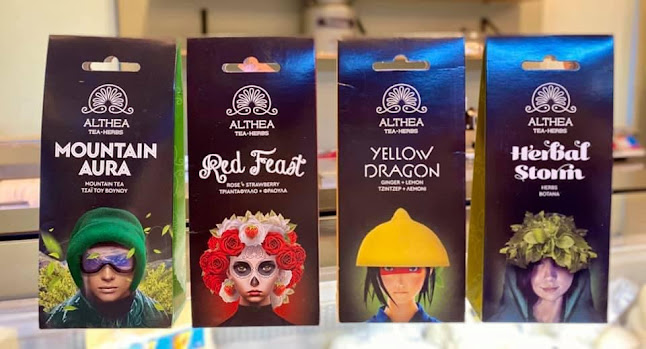 ALTHEA
TEA·HERBS
MOUNTAIN
AURA
MOUNTAIN TEA
ΤΣΑΪ ΤΟΥ ΒΟΥΝΟΥ
ALTHEA
TEA·HERBS
Red Feast
ROSE & STRAWBERRY
ΤΡΙΑΝΤΑΦΥΛΛΟ + ΦΡΑΟΥΛΑ
ALTHEA
TEA·HERBS
YELLOW
DRAGON
GINGER + LEMON
ΤΖΙΝΤΖΕΡ + ΛΕΜΟΝΙ
ALTHEA
TEA·HERBS
Herbal
Storm
HERBS
ΒΟΤΑΝΑ